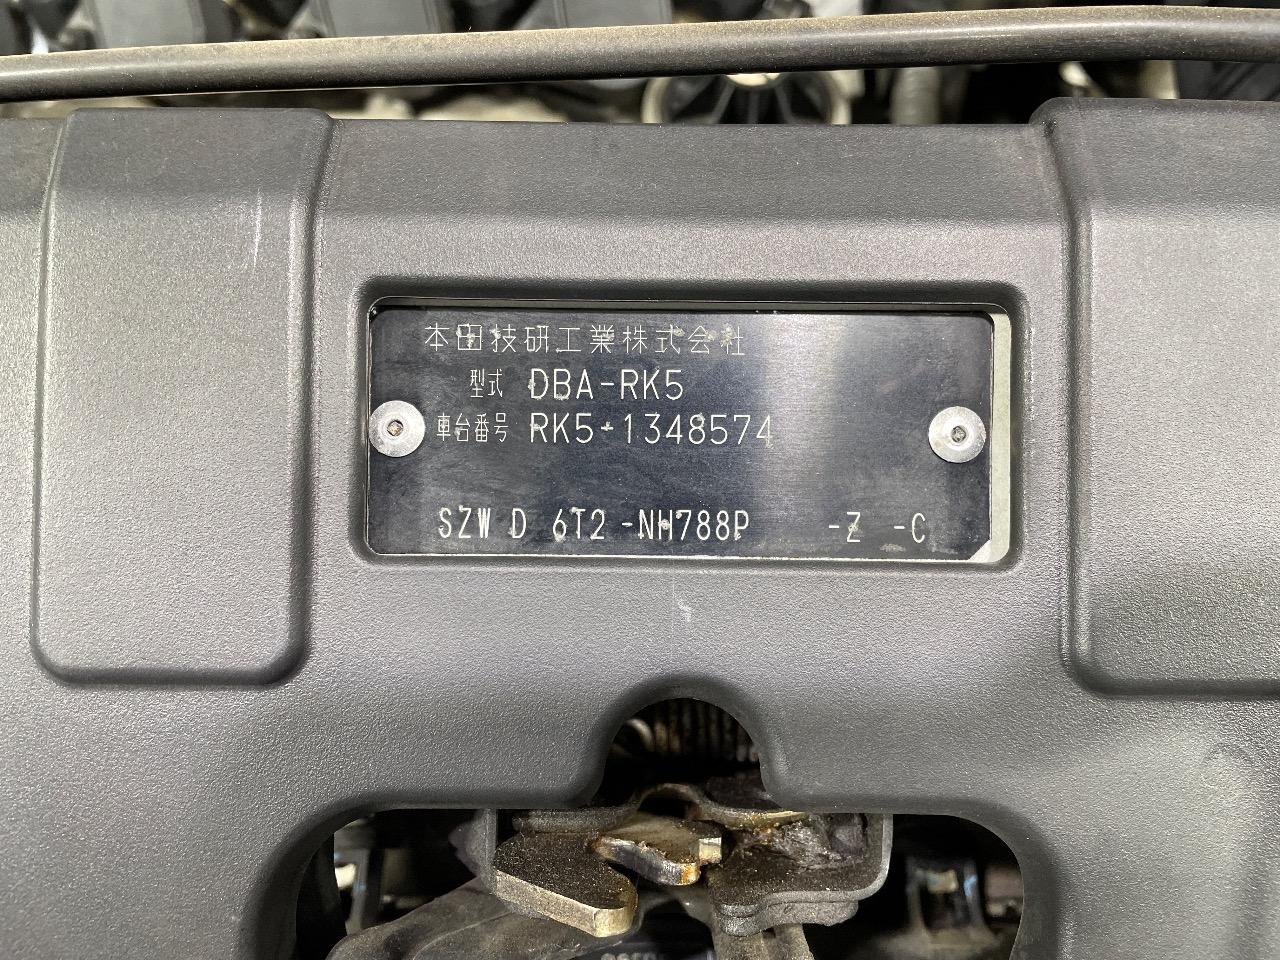 本田技研工業株式会社
型式 DBA-RK5
車台番号 RK5-1348574
SZW D 6T2 -NH788P -Z -C